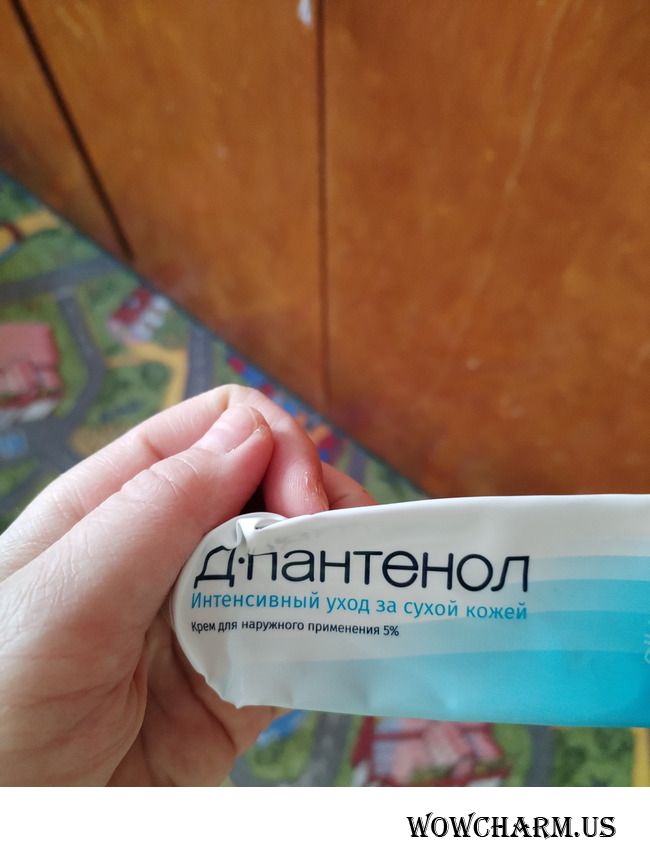 Д·Пантенол
Интенсивный уход за сухой кожей
Крем для наружного применения 5%
WOWCHARM.US